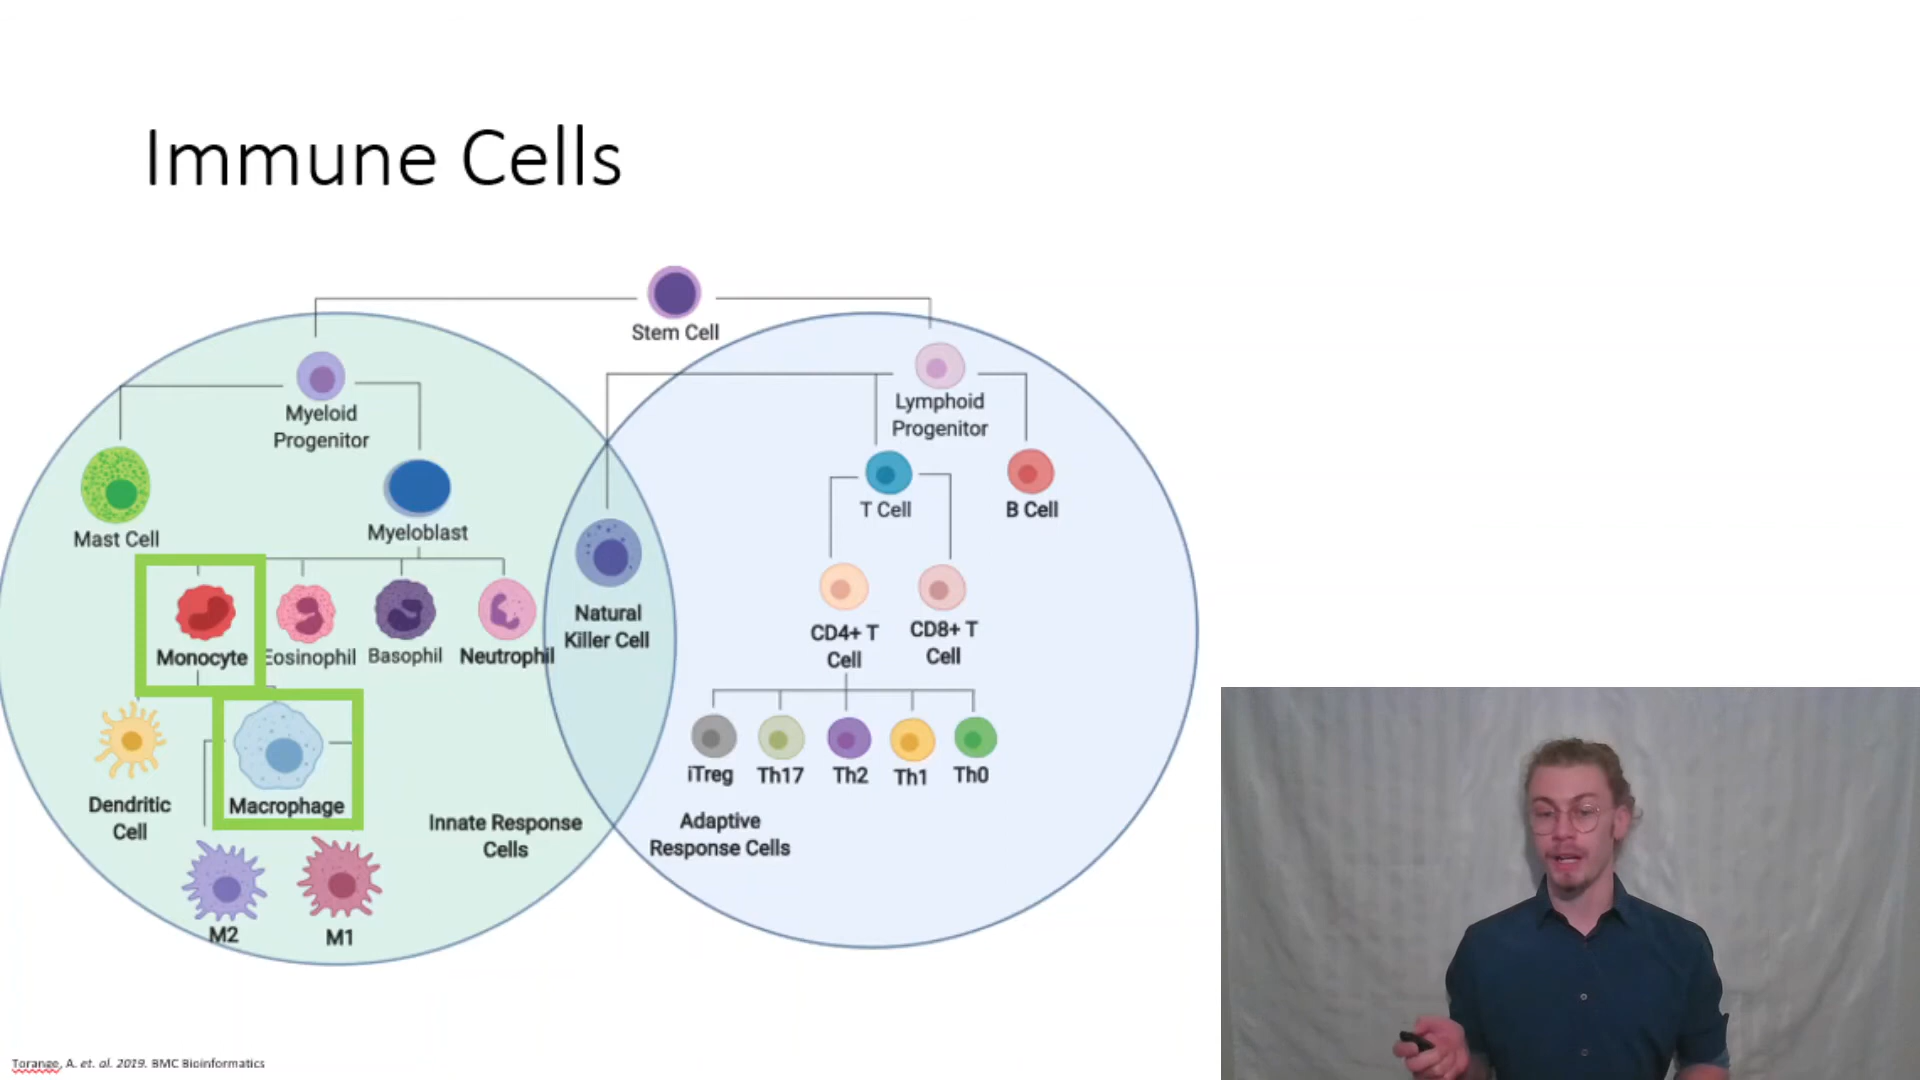 Immune Cells
Stem Cell
Myeloid
Progenitor
Lymphoid
Progenitor
Mast Cell
Myeloblast
T Cell
B Cell
Monocyte
Eosinophil
Basophil
Neutrophil
Natural
Killer Cell
CD4+ T
Cell
CD8+ T
Cell
Dendritic
Cell
Macrophage
iTreg
Th17
Th2
Th1
Th0
Innate Response
Cells
Adaptive
Response Cells
M2
M1
Torange, A. et. al. 2019. BMC Bioinformatics